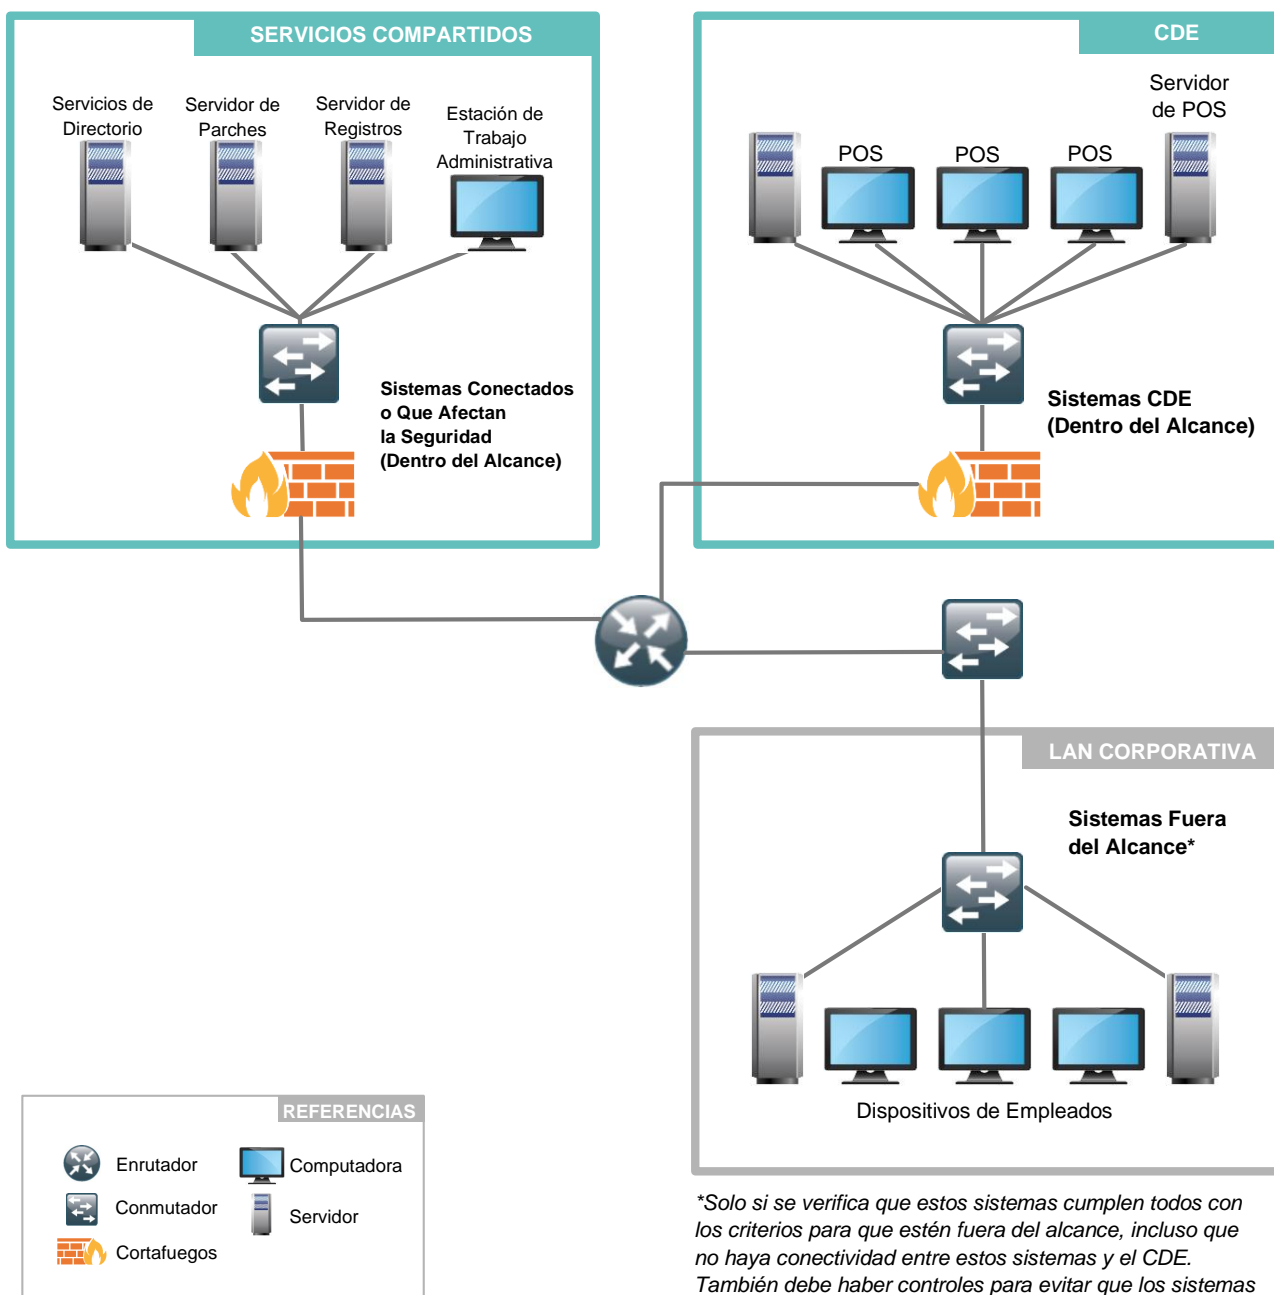 SERVICIOS COMPARTIDOS
Servicios de
Directorio
Servidor de
Parches
Servidor de
Registros
Estación de
Trabajo
Administrativa
Sistemas Conectados
o Que Afectan
la Seguridad
(Dentro del Alcance)
CDE
Servidor
de POS
POS
POS
POS
Sistemas CDE
(Dentro del Alcance)
LAN CORPORATIVA
Sistemas Fuera
del Alcance*
Dispositivos de Empleados
REFERENCIAS
Enrutador
Computadora
Conmutador
Servidor
Cortafuegos
*Solo si se verifica que estos sistemas cumplen todos con
los criterios para que estén fuera del alcance, incluso que
no haya conectividad entre estos sistemas y el CDE.
También debe haber controles para evitar que los sistemas